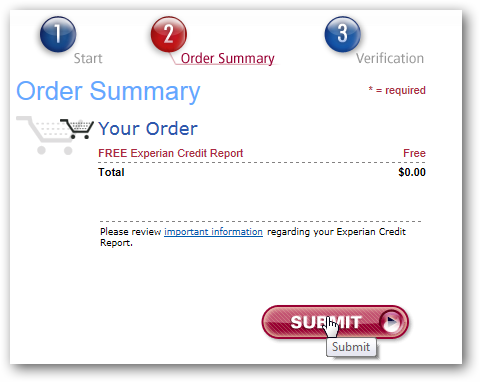 1 2 3
Start Order Summary Verification
Order Summary * = required
Your Order
FREE Experian Credit Report Free
Total $0.00
Please review important information regarding your Experian Credit
Report.
SUBMIT
Submit